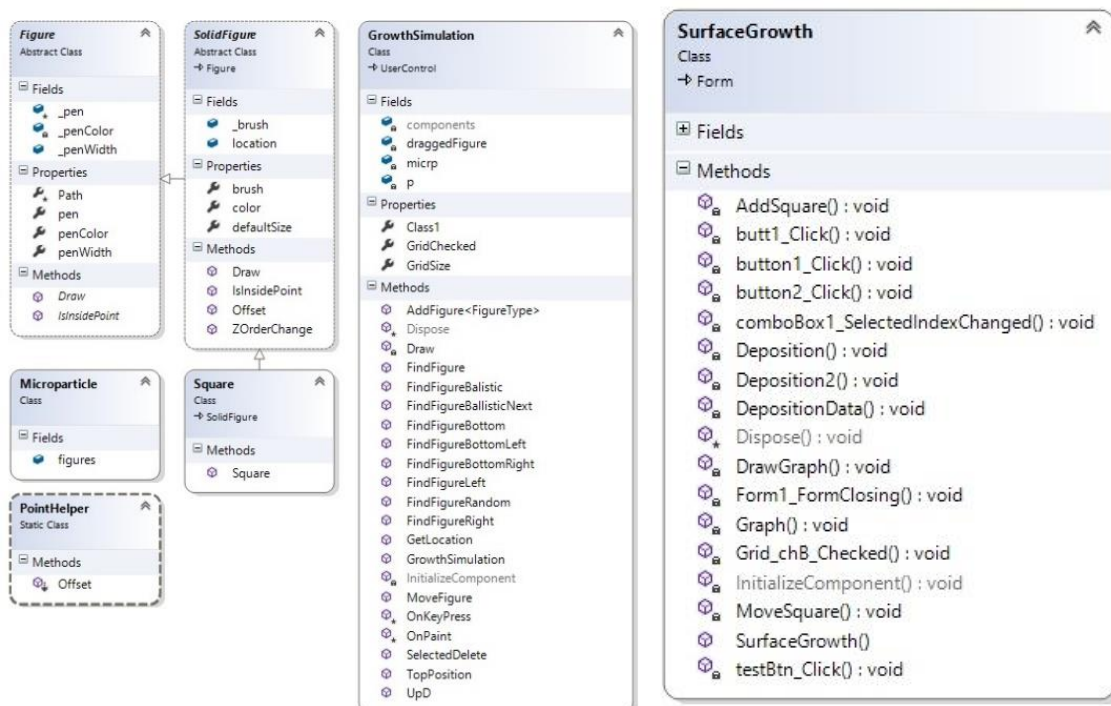 Figure
Abstract Class
Fields
_pen
_penColor
_penWidth
Properties
Path
pen
penColor
penWidth
Methods
Draw
IsInsidePoint
SolidFigure
Abstract Class
Figure
Fields
_brush
location
Properties
brush
color
defaultSize
Methods
Draw
IsInsidePoint
Offset
ZOrderChange
Microparticle
Class
Fields
figures
Square
Class
SolidFigure
Methods
Square
PointHelper
Static Class
Methods
Offset
GrowthSimulation
Class
UserControl
Fields
components
draggedFigure
micrp
p
Properties
Class1
GridChecked
GridSize
Methods
AddFigure<FigureType>
Dispose
Draw
FindFigure
FindFigureBalistic
FindFigureBallisticNext
FindFigureBottom
FindFigureBottomLeft
FindFigureBottomRight
FindFigureLeft
FindFigureRandom
FindFigureRight
GetLocation
GrowthSimulation
InitializeComponent
MoveFigure
OnKeyPress
OnPaint
SelectedDelete
TopPosition
UpD
SurfaceGrowth
Class
Form
Fields
Methods
AddSquare() : void
butt1_Click() : void
button1_Click() : void
button2_Click() : void
comboBox1_SelectedIndexChanged() : void
Deposition() : void
Deposition2() : void
DepositionData() : void
Dispose() : void
DrawGraph() : void
Form1_FormClosing() : void
Graph() : void
Grid_chB_Checked() : void
InitializeComponent() : void
MoveSquare() : void
SurfaceGrowth()
testBtn_Click() : void